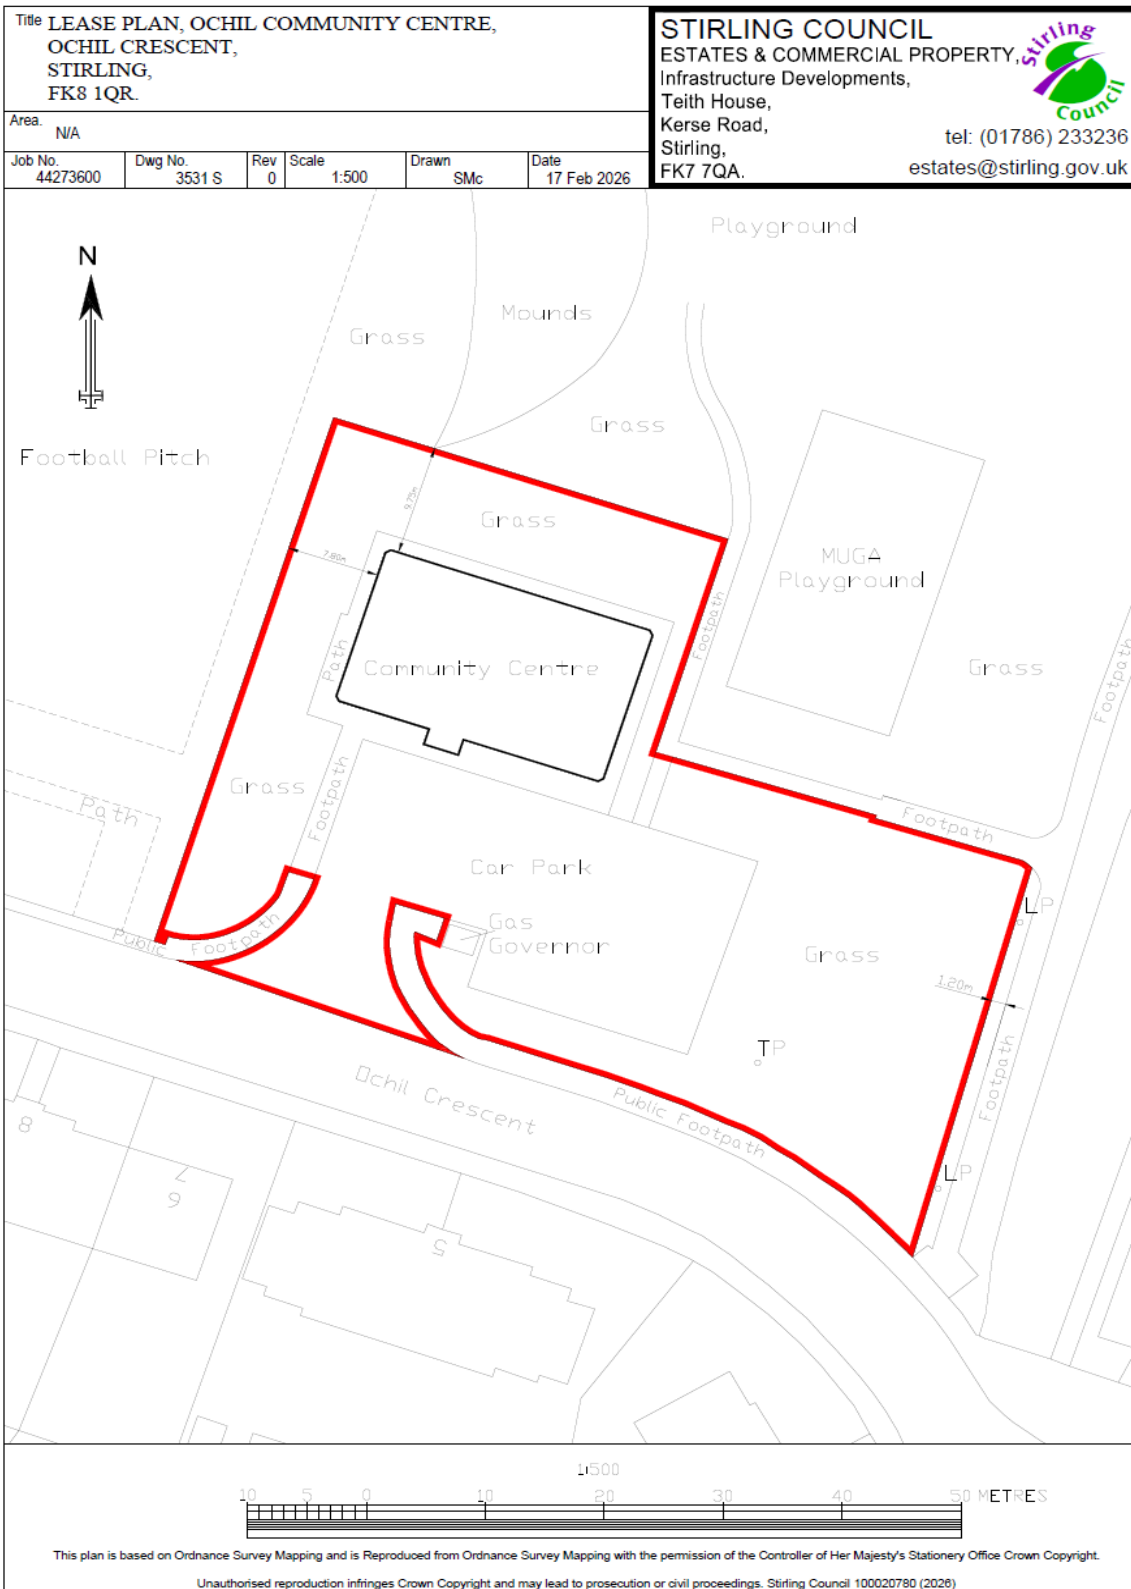 Title LEASE PLAN, OCHIL COMMUNITY CENTRE,
OCHIL CRESCENT,
STIRLING,
FK8 1QR.
Area.
N/A
Job No.
44273600
Dwg No.
3531 S
Rev
0
Scale
1:500
Drawn
SMc
Date
17 Feb 2026
STIRLING COUNCIL
ESTATES & COMMERCIAL PROPERTY,
Infrastructure Developments,
Teith House,
Kerse Road,
Stirling,
FK7 7QA.
Stirling
Council
tel: (01786) 233236
estates@stirling.gov.uk
N
Playground
Mounds
Grass
Grass
Football Pitch
9.75m
Grass
7.80m
MUGA
Playground
Footpath
Path
Community Centre
Grass
Footpath
Grass
Footpath
Path
Footpath
Car Park
LP
Gas
Governor
Public Footpath
Grass
1.20m
TP
Footpath
Ochil Crescent
Public Footpath
LP
8
7
6
5
1:500
10 5 0 10 20 30 40 50 METRES
This plan is based on Ordnance Survey Mapping and is Reproduced from Ordnance Survey Mapping with the permission of the Controller of Her Majesty's Stationery Office Crown Copyright.
Unauthorised reproduction infringes Crown Copyright and may lead to prosecution or civil proceedings. Stirling Council 100020780 (2026)